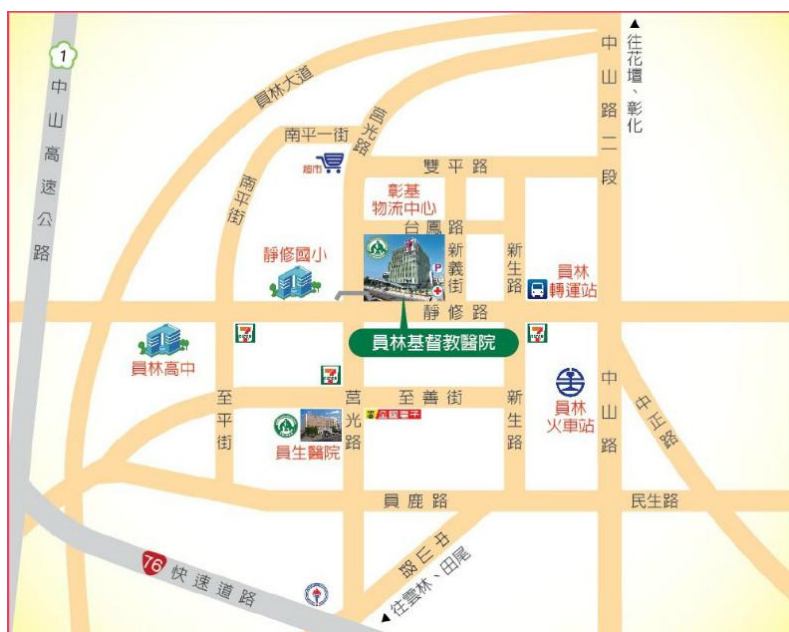 1
中山高速公路
員林大道
莒光路
南平一街
超市
南平街
雙平路
中山路二段
▲往花壇、彰化
彰基
物流中心
台鳳路
新義街
P
新生路
員林
轉運站
靜修國小
靜修路
員林基督教醫院
員林高中
7
7
7
至善街
至平街
莒光路
新生路
員林
火車站
中山路
中正路
員生醫院
員鹿路
民生路
中山路
▲往雲林、田尾
76
快速道路